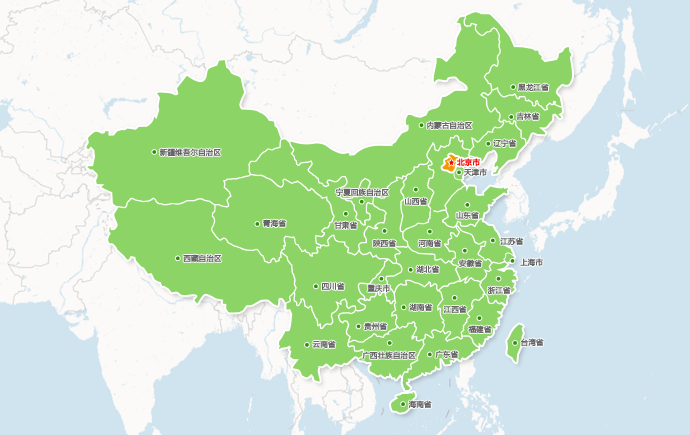 黑龙江省
吉林省
内蒙古自治区
辽宁省
新疆维吾尔自治区
北京市
天津市
宁夏回族自治区
山西省
山东省
青海省
甘肃省
陕西省
河南省
江苏省
西藏自治区
安徽省
上海市
湖北省
四川省
重庆市
浙江省
湖南省
江西省
贵州省
福建省
云南省
台湾省
广西壮族自治区
广东省
海南省